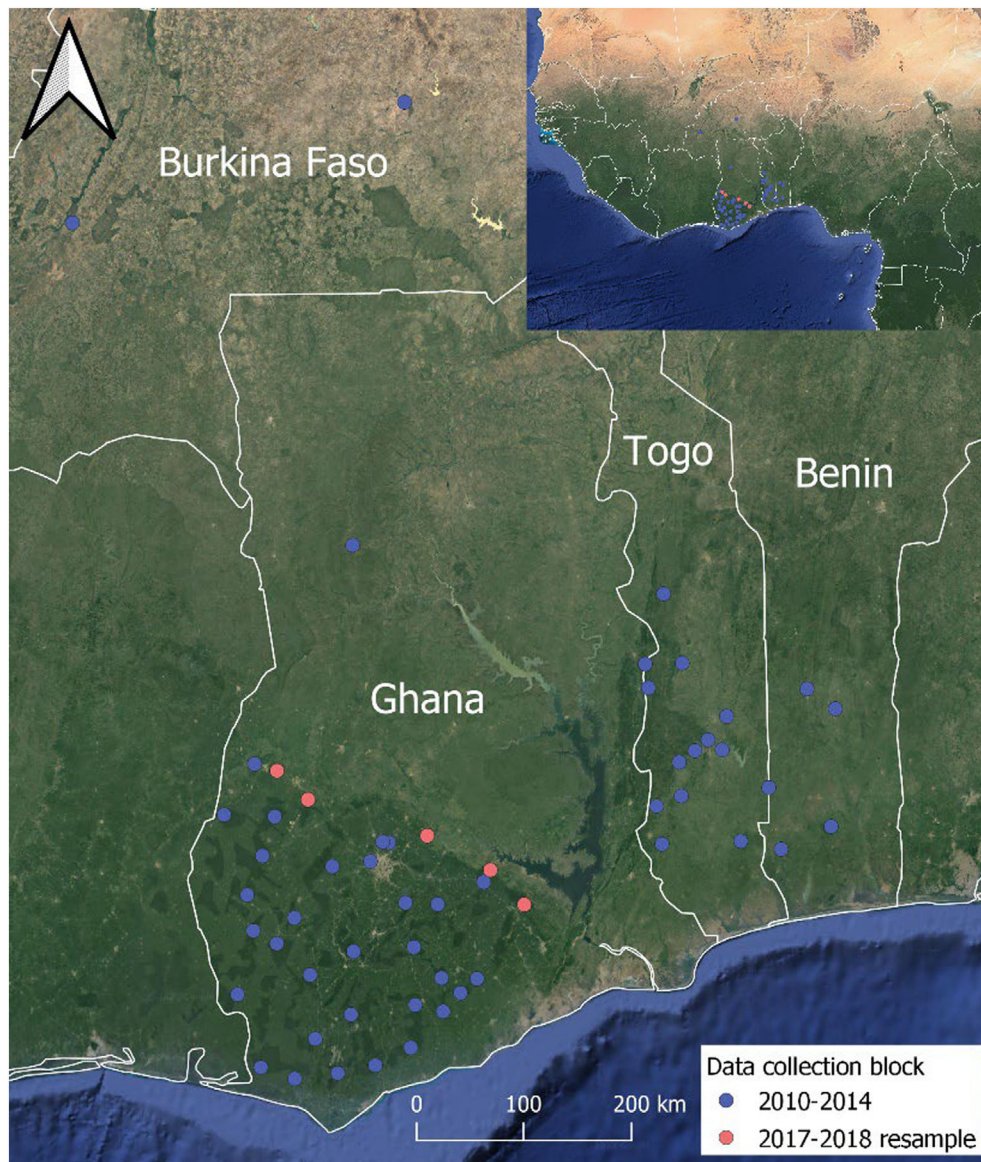 Burkina Faso
Togo
Benin
Ghana
Data collection block
2010-2014
2017-2018 resample
0 100 200 km